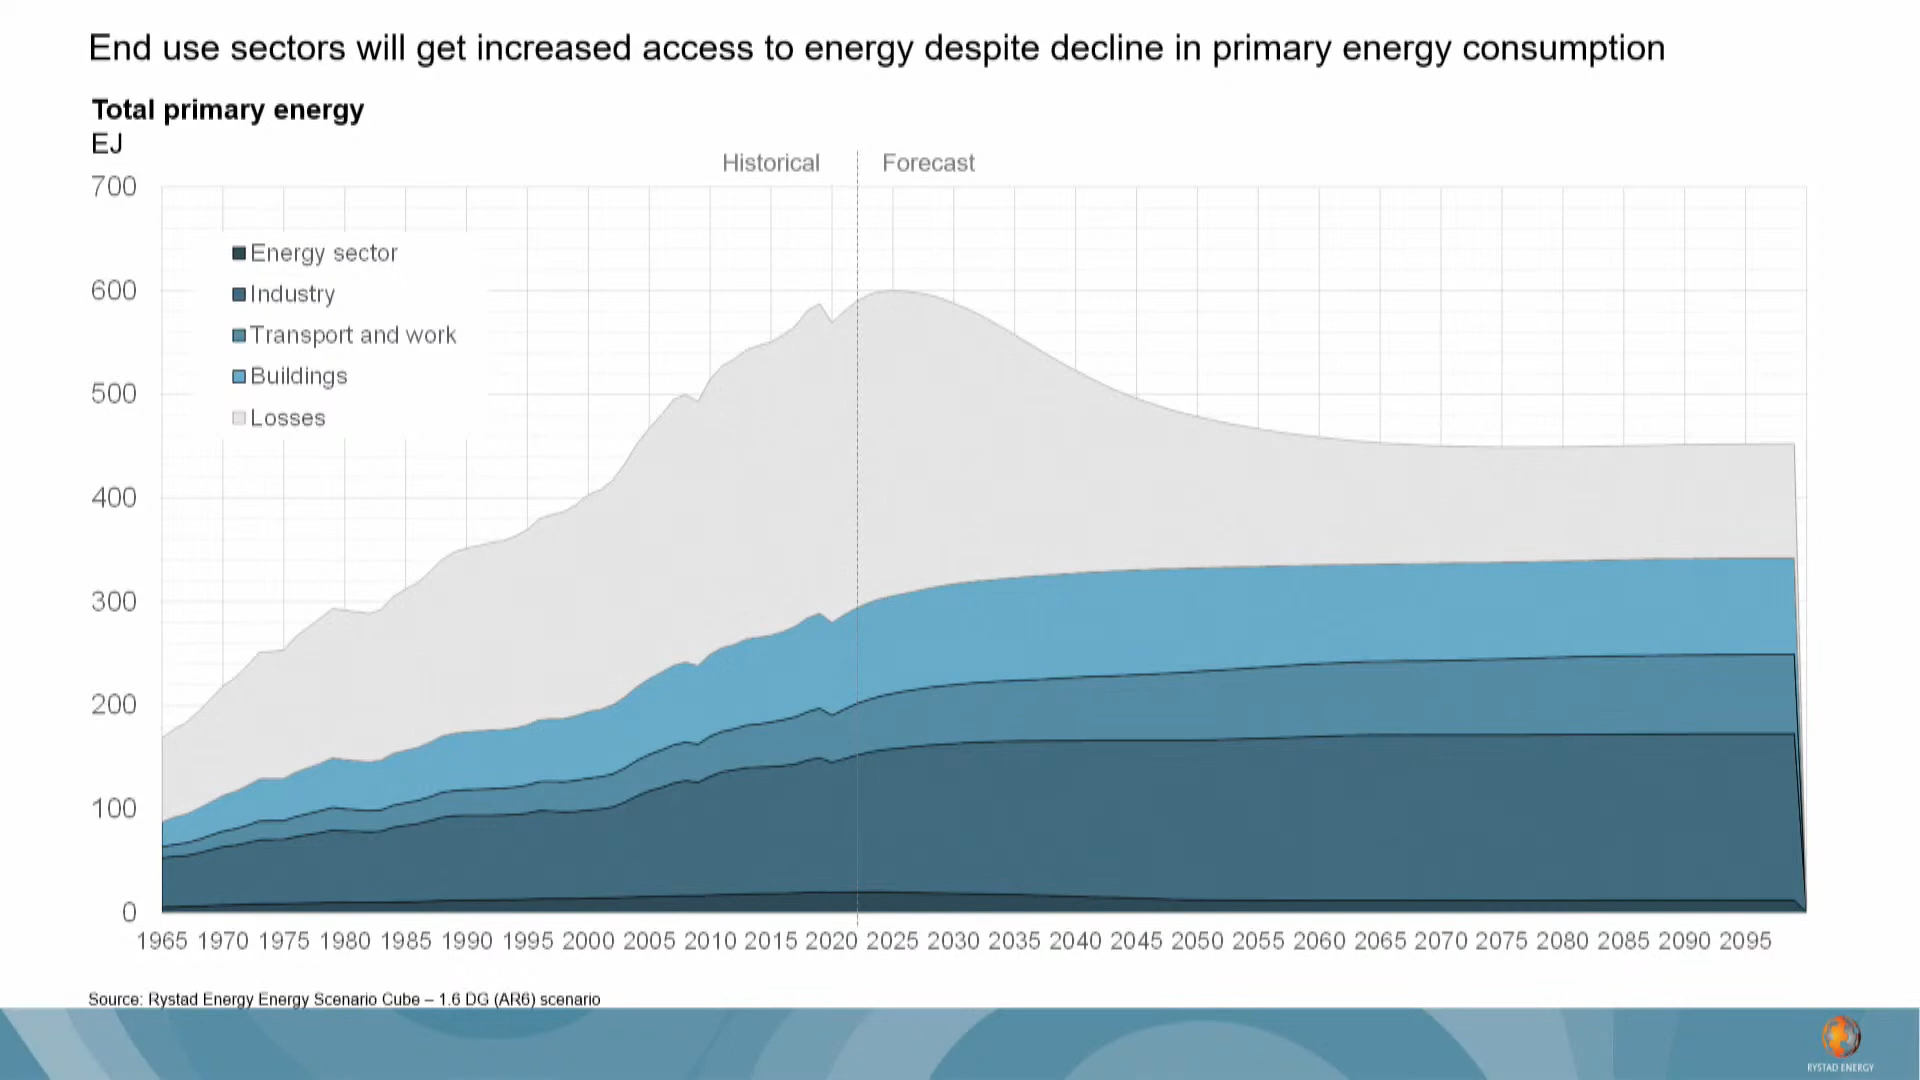 End use sectors will get increased access to energy despite decline in primary energy consumption
Total primary energy
EJ
Historical
Forecast
700
600
500
400
300
200
100
0
Energy sector
Industry
Transport and work
Buildings
Losses
1965 1970 1975 1980 1985 1990 1995 2000 2005 2010 2015 2020 2025 2030 2035 2040 2045 2050 2055 2060 2065 2070 2075 2080 2085 2090 2095
Source: Rystad Energy Energy Scenario Cube – 1.6 DG (AR6) scenario
RYSTAD ENERGY